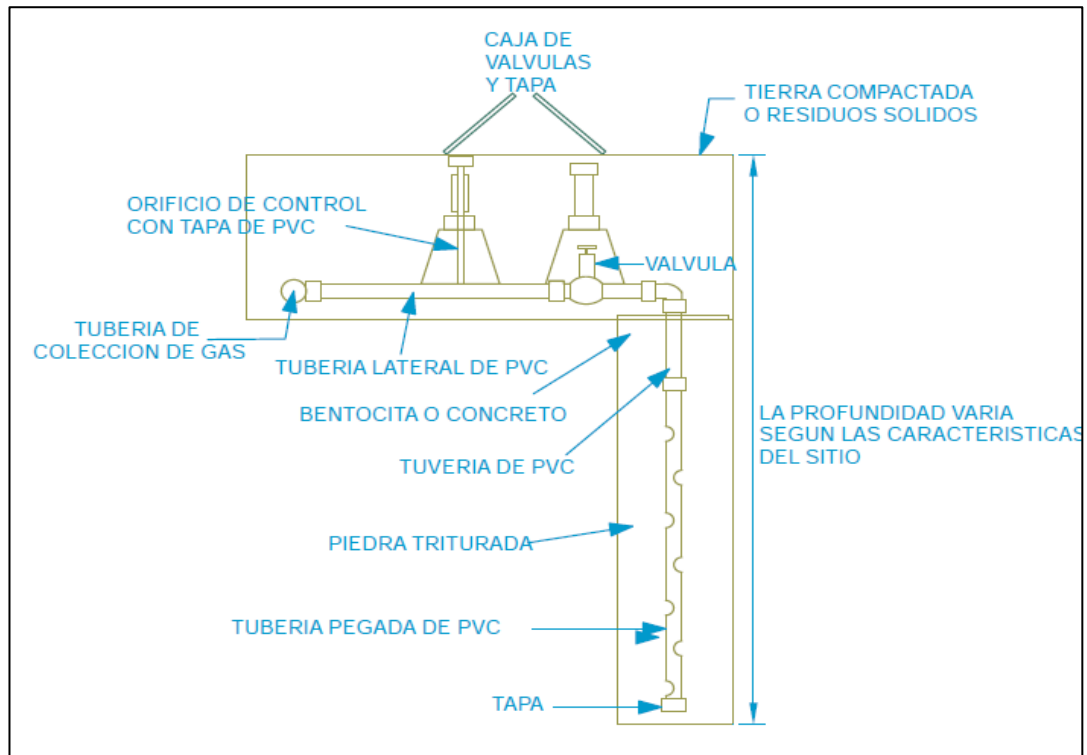 CAJA DE
VALVULAS
Y TAPA
TIERRA COMPACTADA
O RESIDUOS SOLIDOS
ORIFICIO DE CONTROL
CON TAPA DE PVC
VALVULA
TUBERIA DE
COLECCION DE GAS
TUBERIA LATERAL DE PVC
BENTOCITA O CONCRETO
LA PROFUNDIDAD VARIA
SEGUN LAS CARACTERISTICAS
DEL SITIO
TUVERIA DE PVC
PIEDRA TRITURADA
TUBERIA PEGADA DE PVC
TAPA